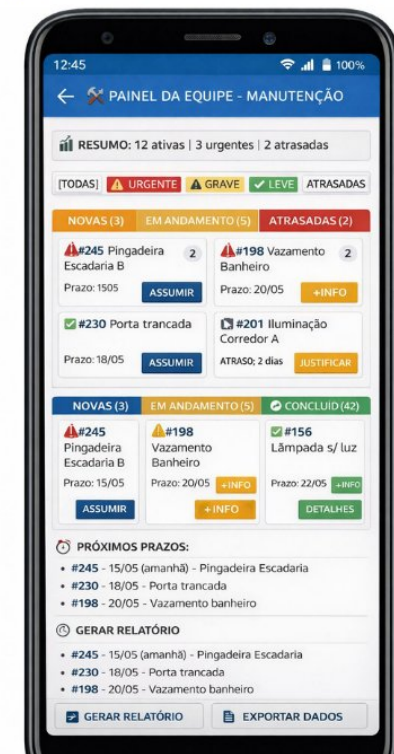 12:45 100%
PAINEL DA EQUIPE - MANUTENÇÃO
RESUMO: 12 ativas | 3 urgentes | 2 atrasadas
[TODAS] URGENTE GRAVE LEVE ATRASADAS
NOVAS (3) EM ANDAMENTO (5) ATRASADAS (2)
#245 Pingadeira
Escadaria B
2
Prazo: 1505
ASSUMIR
#198 Vazamento
Banheiro
2
Prazo: 20/05
+INFO
#230 Porta trancada
Prazo: 18/05
ASSUMIR
#201 Iluminação
Corredor A
ATRASO; 2 dias
JUSTIFICAR
NOVAS (3) EM ANDAMENTO (5) CONCLUID (42)
#245
Pingadeira
Escadaria B
Prazo: 15/05
ASSUMIR
#198
Vazamento
Banheiro
Prazo: 20/05 +INFO
+INFO
#156
Lâmpada s/ luz
Prazo: 22/05 +INFO
DETALHES
PRÓXIMOS PRAZOS:
• #245 - 15/05 (amanhã) - Pingadeira Escadaria
• #230 - 18/05 - Porta trancada
• #198 - 20/05 - Vazamento banheiro
GERAR RELATÓRIO
• #245 - 15/05 (amanhã) - Pingadeira Escadaria
• #230 - 18/05 - Porta trancada
• #198 - 20/05 - Vazamento banheiro
GERAR RELATÓRIO EXPORTAR DADOS